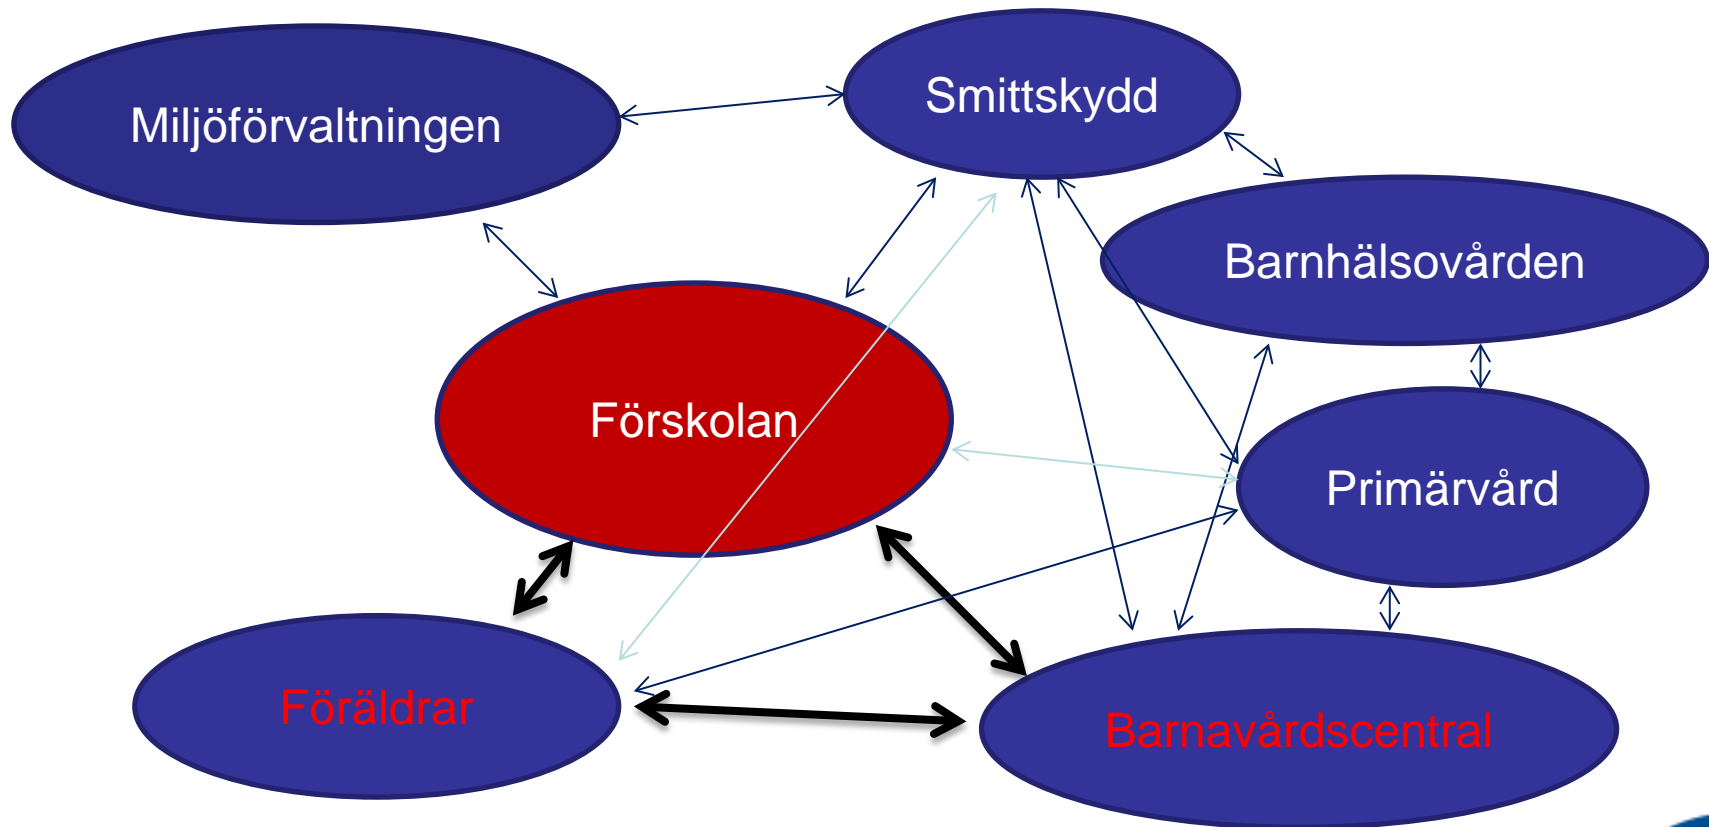 Smittskydd
Miljöförvaltningen
Barnhälsovården
Förskolan
Primärvård
Föräldrar
Barnavårdscentral